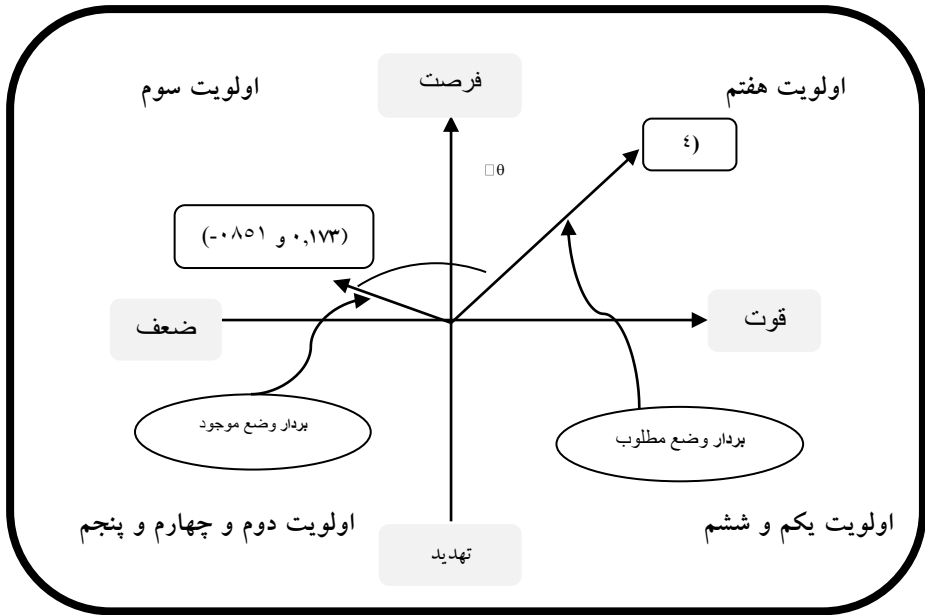 فرصت
اولویت سوم
اولویت هفتم
٤)
□θ
(۰,۱۷۳ و ۰۸۵۱-)
ضعف
قوت
بردار وضع موجود
بردار وضع مطلوب
اولویت دوم و چهارم و پنجم
اولویت یکم و ششم
تهدید